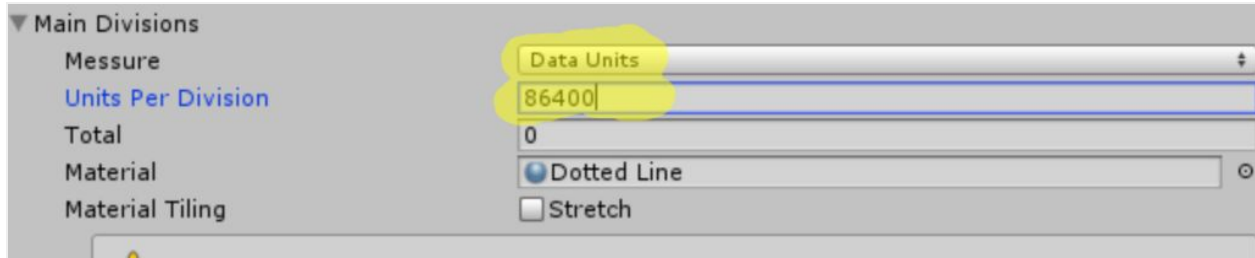 Main Divisions
Messure Data Units
Units Per Division 86400
Total 0
Material Dotted Line
Material Tiling Stretch